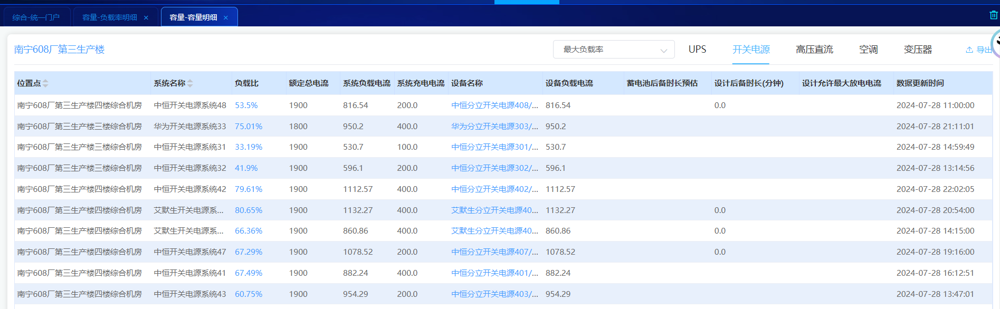 综合-统一门户 容量-负载率明细 × 容量-容量明细 ×
南宁608厂第三生产楼 最大负载率 UPS 开关电源 高压直流 空调 变压器 导出
位置点 系统名称 负载比 额定总电流 系统负载电流 系统充电电流 设备名称 设备负载电流 蓄电池后备时长预估 设计后备时长(分钟) 设计允许最大放电电流 数据更新时间
南宁608厂第三生产楼四楼综合机房 中恒开关电源系统48 53.5% 1900 816.54 200.0 中恒分立开关电源408/... 816.54 0.0 2024-07-28 11:00:00
南宁608厂第三生产楼三楼综合机房 华为开关电源系统33 75.01% 1800 950.2 400.0 华为分立开关电源303/... 950.2 2024-07-28 21:11:01
南宁608厂第三生产楼三楼综合机房 中恒开关电源系统31 33.19% 1900 530.7 100.0 中恒分立开关电源301/... 530.7 2024-07-28 14:59:49
南宁608厂第三生产楼三楼综合机房 中恒开关电源系统32 41.9% 1900 596.1 200.0 中恒分立开关电源302/... 596.1 2024-07-28 13:14:56
南宁608厂第三生产楼四楼综合机房 中恒开关电源系统42 79.61% 1900 1112.57 400.0 中恒分立开关电源402/... 1112.57 2024-07-28 22:02:05
南宁608厂第三生产楼四楼综合机房 艾默生开关电源系... 80.65% 1900 1132.27 400.0 艾默生分立开关电源40... 1132.27 0.0 2024-07-28 20:54:00
南宁608厂第三生产楼四楼综合机房 艾默生开关电源系... 66.36% 1900 860.86 400.0 艾默生分立开关电源40... 860.86 0.0 2024-07-28 14:15:00
南宁608厂第三生产楼四楼综合机房 中恒开关电源系统47 67.29% 1900 1078.52 200.0 中恒分立开关电源407/... 1078.52 0.0 2024-07-28 19:16:00
南宁608厂第三生产楼四楼综合机房 中恒开关电源系统41 67.49% 1900 882.24 400.0 中恒分立开关电源401/... 882.24 2024-07-28 16:12:51
南宁608厂第三生产楼四楼综合机房 中恒开关电源系统43 60.75% 1900 954.29 200.0 中恒分立开关电源403/... 954.29 2024-07-28 13:47:01